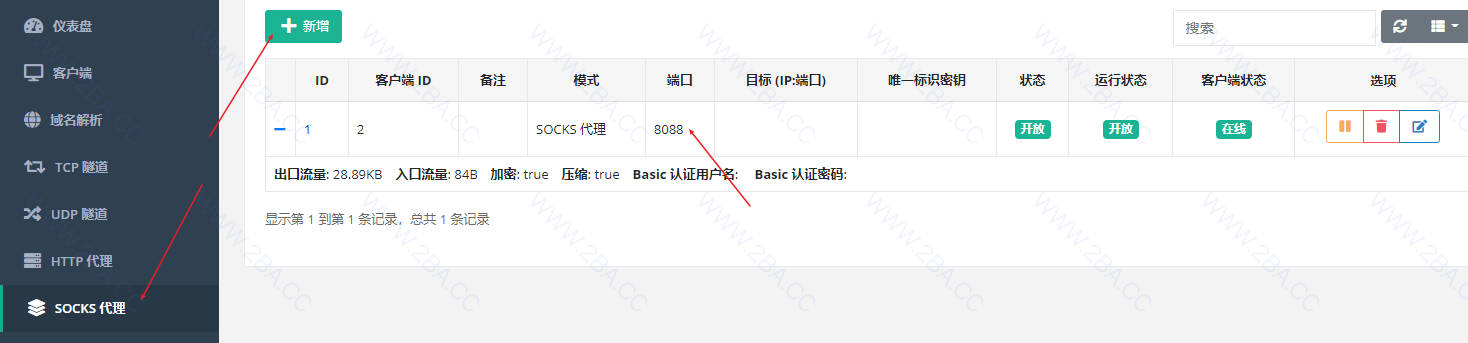 仪表盘
客户端
域名解析
TCP 隧道
UDP 隧道
HTTP 代理
SOCKS 代理
新增
搜索
ID 客户端 ID 备注 模式 端口 目标 (IP:端口) 唯一标识密钥 状态 运行状态 客户端状态 选项
1 2 SOCKS 代理 8088 开放 开放 在线
出口流量: 28.89KB 入口流量: 84B 加密: true 压缩: true Basic 认证用户名: Basic 认证密码:
显示第 1 到第 1 条记录，总共 1 条记录
WWW.2BA.CC